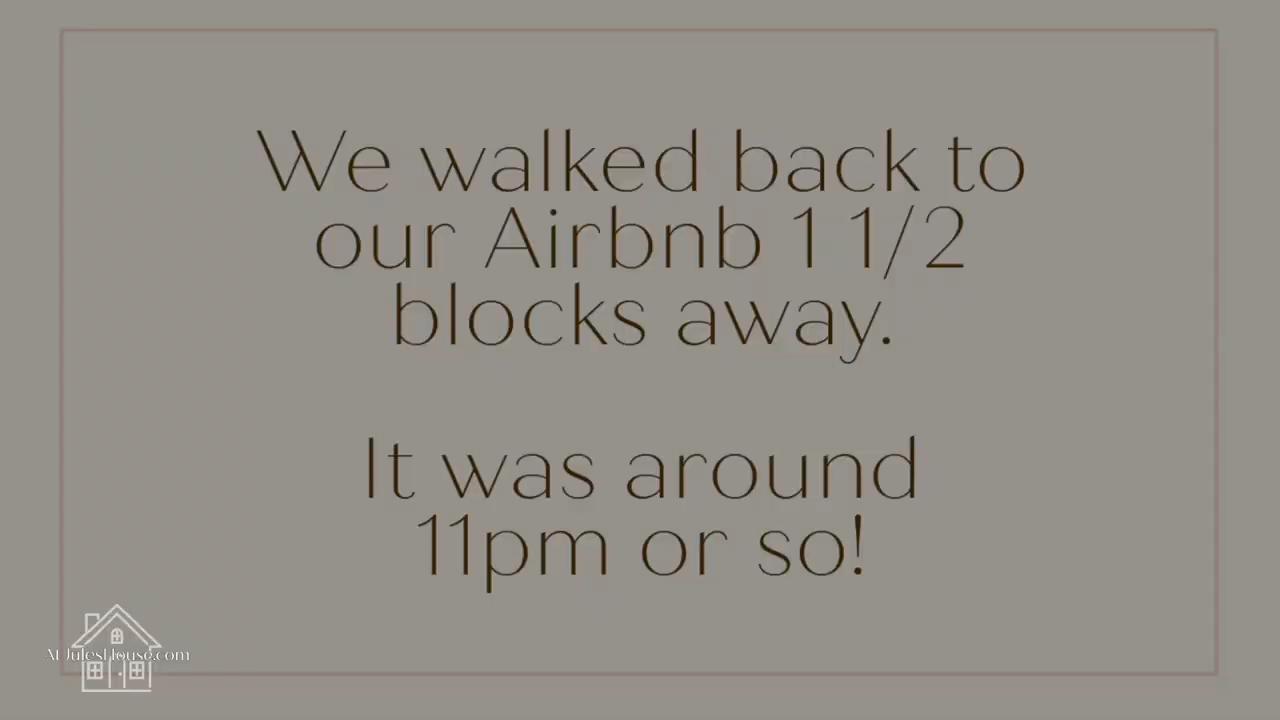 We walked back to
our Airbnb 1 1/2
blocks away.
It was around
11pm or so!
AtJulesHouse.com